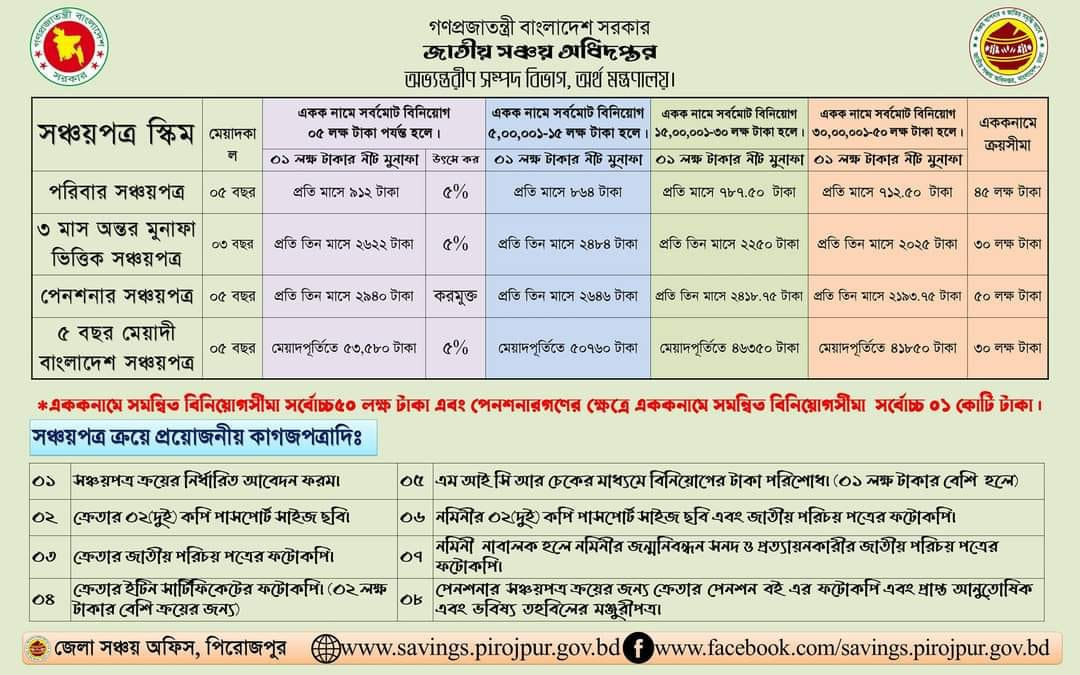 গণপ্রজাতন্ত্রী বাংলাদেশ সরকার
জাতীয় সঞ্চয় অধিদপ্তর
অভ্যন্তরীণ সম্পদ বিভাগ, অর্থ মন্ত্রণালয়।
গণপ্রজাতন্ত্রী বাংলাদেশ
সরকার
সঞ্চয়পত্র স্কিম
মেয়াদকা
ল
একক নামে সর্বমোট বিনিয়োগ
০৫ লক্ষ টাকা পর্যন্ত হলে।
একক নামে সর্বমোট বিনিয়োগ
৫,০০,০০১-১৫ লক্ষ টাকা হলে।
একক নামে সর্বমোট বিনিয়োগ
১৫,০০,০০১-৩০ লক্ষ টাকা হলে।
একক নামে সর্বমোট বিনিয়োগ
৩০,০০,০০১-৫০ লক্ষ টাকা হলে।
এককনামে
ক্রয়সীমা
০১ লক্ষ টাকার নীট মুনাফা উৎসে কর ০১ লক্ষ টাকার নীট মুনাফা ০১ লক্ষ টাকার নীট মুনাফা ০১ লক্ষ টাকার নীট মুনাফা
পরিবার সঞ্চয়পত্র ০৫ বছর প্রতি মাসে ৯১২ টাকা ৫% প্রতি মাসে ৮৬৪ টাকা প্রতি মাসে ৭৮৭.৫০ টাকা প্রতি মাসে ৭১২.৫০ টাকা ৪৫ লক্ষ টাকা
৩ মাস অন্তর মুনাফা
ভিত্তিক সঞ্চয়পত্র
০৩ বছর প্রতি তিন মাসে ২৬২২ টাকা ৫% প্রতি তিন মাসে ২৪৮৪ টাকা প্রতি তিন মাসে ২২৫০ টাকা প্রতি তিন মাসে ২০২৫ টাকা ৩০ লক্ষ টাকা
পেনশনার সঞ্চয়পত্র ০৫ বছর প্রতি তিন মাসে ২৯৪০ টাকা করমুক্ত প্রতি তিন মাসে ২৬৪৬ টাকা প্রতি তিন মাসে ২৪১৮.৭৫ টাকা প্রতি তিন মাসে ২১৯৩.৭৫ টাকা ৫০ লক্ষ টাকা
৫ বছর মেয়াদী
বাংলাদেশ সঞ্চয়পত্র
০৫ বছর মেয়াদপূর্তিতে ৫৩,৫৮০ টাকা ৫% মেয়াদপূর্তিতে ৫০৭৬০ টাকা মেয়াদপূর্তিতে ৪৬৩৫০ টাকা মেয়াদপূর্তিতে ৪১৮৫০ টাকা ৩০ লক্ষ টাকা
*এককনামে সমন্বিত বিনিয়োগসীমা সর্বোচ্চ৫০ লক্ষ টাকা এবং পেনশনারগণের ক্ষেত্রে এককনামে সমন্বিত বিনিয়োগসীমা সর্বোচ্চ ০১ কোটি টাকা।
সঞ্চয়পত্র ক্রয়ে প্রয়োজনীয় কাগজপত্রাদিঃ
০১ সঞ্চয়পত্র ক্রয়ের নির্ধারিত আবেদন ফরম।
০২ ক্রেতার ০২(দুই) কপি পাসপোর্ট সাইজ ছবি।
০৩ ক্রেতার জাতীয় পরিচয় পত্রের ফটোকপি।
০৪ ক্রেতার ইটিন সার্টিফিকেটের ফটোকপি। (০২ লক্ষ
টাকার বেশি ক্রয়ের জন্য)
০৫ এম আই সি আর চেকের মাধ্যমে বিনিয়োগের টাকা পরিশোধ। (০১ লক্ষ টাকার বেশি হলে)
০৬ নমিনীর ০২(দুই) কপি পাসপোর্ট সাইজ ছবি এবং জাতীয় পরিচয় পত্রের ফটোকপি।
০৭ নমিনী নাবালক হলে নমিনীর জন্মনিবন্ধন সনদ ও প্রত্যায়নকারীর জাতীয় পরিচয় পত্রের
ফটোকপি।
০৮ পেনশনার সঞ্চয়পত্র ক্রয়ের জন্য ক্রেতার পেনশন বই এর ফটোকপি এবং প্রাপ্ত আনুতোষিক
এবং ভবিষ্য তহবিলের মঞ্জুরীপত্র।
জেলা সঞ্চয় অফিস, পিরোজপুর www.savings.pirojpur.gov.bd www.facebook.com/savings.pirojpur.gov.bd